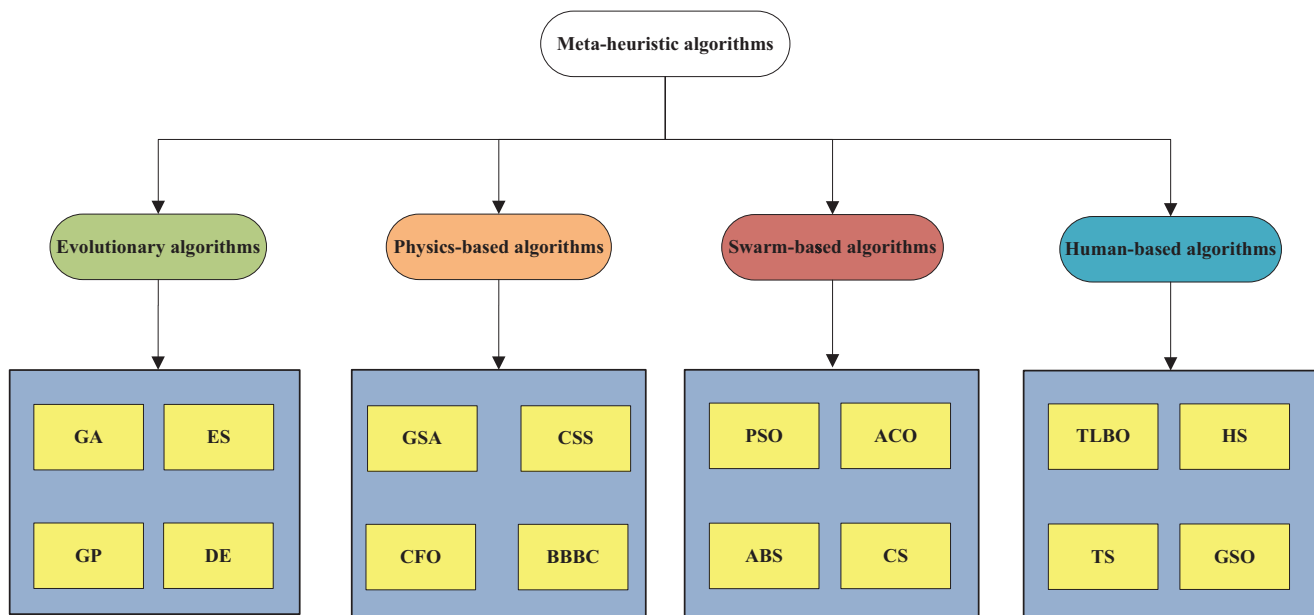 Meta-heuristic algorithms
Evolutionary algorithms
Physics-based algorithms
Swarm-based algorithms
Human-based algorithms
GA
ES
GP
DE
GSA
CSS
CFO
BBBC
PSO
ACO
ABS
CS
TLBO
HS
TS
GSO